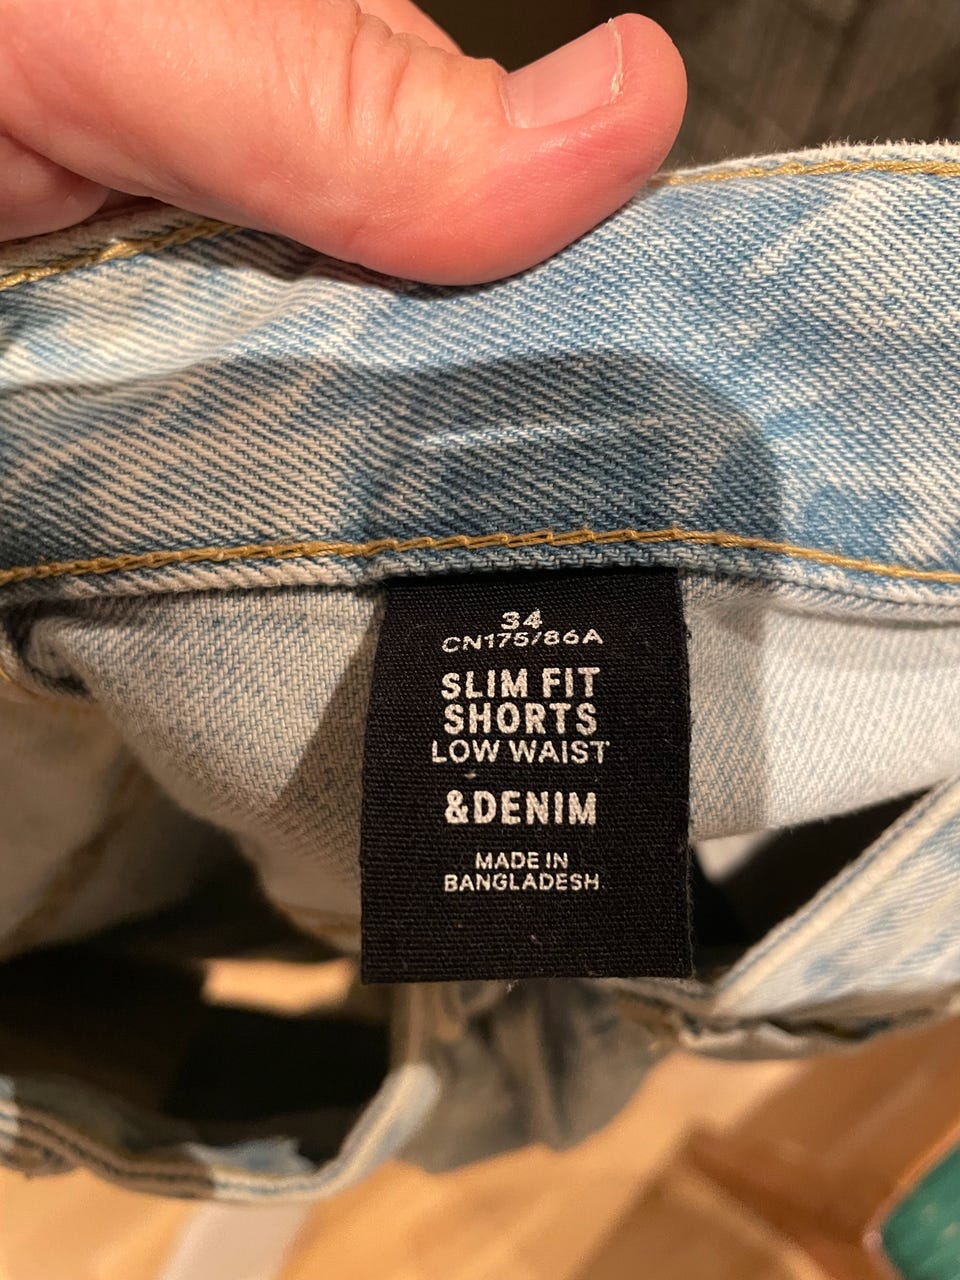 34
CN175/86A
SLIM FIT
SHORTS
LOW WAIST
&DENIM
MADE IN
BANGLADESH